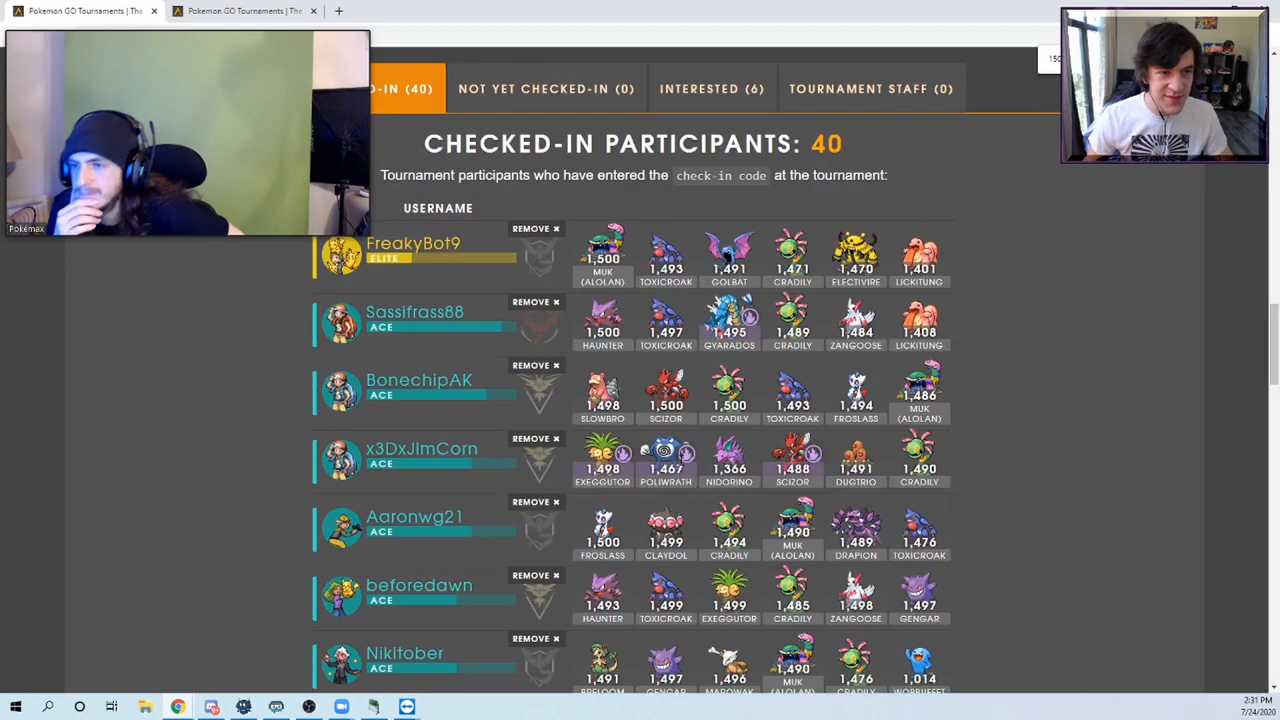 Pokemon GO Tournaments | The
Pokemon GO Tournaments | The
Pokémax
D-IN (40)
NOT YET CHECKED-IN (0)
INTERESTED (6)
TOURNAMENT STAFF (0)
CHECKED-IN PARTICIPANTS: 40
Tournament participants who have entered the check-in code at the tournament:
USERNAME
FreakyBot9
ELITE
REMOVE ×
1,500 1,493 1,491 1,471 1,470 1,401
MUK (ALOLAN) TOXICROAK GOLBAT CRADILY ELECTIVIRE LICKITUNG
Sassifrass88
ACE
REMOVE ×
1,500 1,497 1,495 1,489 1,484 1,408
HAUNTER TOXICROAK GYARADOS CRADILY ZANGOOSE LICKITUNG
BonechipAK
ACE
REMOVE ×
1,498 1,500 1,500 1,493 1,494 1,486
SLOWBRO SCIZOR CRADILY TOXICROAK FROSLASS MUK (ALOLAN)
x3DxJImCorn
ACE
REMOVE ×
1,498 1,467 1,366 1,488 1,491 1,490
EXEGGUTOR POLIWRATH NIDORINO SCIZOR DUGTRIO CRADILY
Aaronwg21
ACE
REMOVE ×
1,500 1,499 1,494 1,490 1,489 1,476
FROSLASS CLAYDOL CRADILY MUK (ALOLAN) DRAPION TOXICROAK
beforedawn
ACE
REMOVE ×
1,493 1,499 1,499 1,485 1,498 1,497
HAUNTER TOXICROAK EXEGGUTOR CRADILY ZANGOOSE GENGAR
Nikitober
ACE
REMOVE ×
1,491 1,497 1,496 1,490 1,476 1,014
BRELOOM GENGAR MAROWAK MUK (ALOLAN) CRADILY WOBBUFFET
2:31 PM
7/24/2020